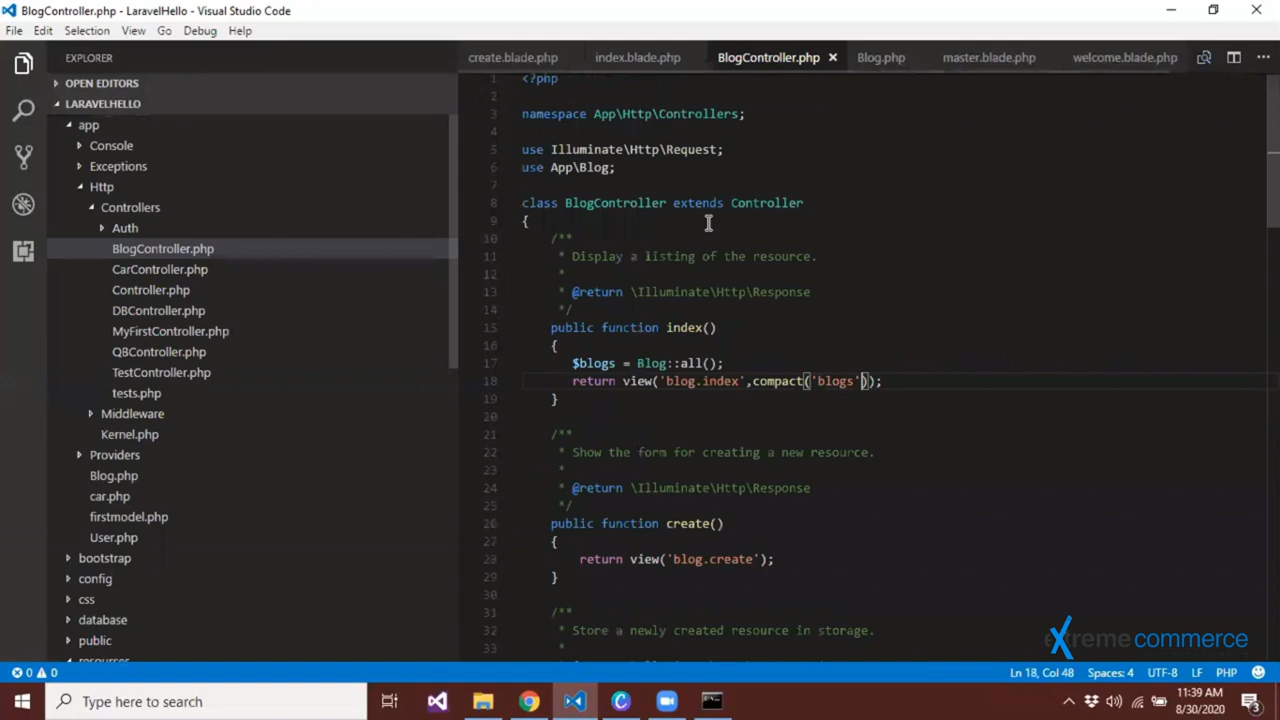 BlogController.php - LaravelHello - Visual Studio Code
File Edit Selection View Go Debug Help
EXPLORER
OPEN EDITORS
LARAVELHELLO
app
Console
Exceptions
Http
Controllers
Auth
BlogController.php
CarController.php
Controller.php
DBController.php
MyFirstController.php
QBController.php
TestController.php
tests.php
Middleware
Kernel.php
Providers
Blog.php
car.php
firstmodel.php
User.php
bootstrap
config
css
database
public
resources
create.blade.php index.blade.php BlogController.php Blog.php master.blade.php welcome.blade.php
1 <?php
2
3 namespace App\Http\Controllers;
4
5 use Illuminate\Http\Request;
6 use App\Blog;
7
8 class BlogController extends Controller
9 {
10 /**
11 * Display a listing of the resource.
12 *
13 * @return \Illuminate\Http\Response
14 */
15 public function index()
16 {
17 $blogs = Blog::all();
18 return view('blog.index',compact('blogs'));
19 }
20
21 /**
22 * Show the form for creating a new resource.
23 *
24 * @return \Illuminate\Http\Response
25 */
26 public function create()
27 {
28 return view('blog.create');
29 }
30
31 /**
32 * Store a newly created resource in storage.
33 *
extreme commerce
0 0 Ln 18, Col 48 Spaces: 4 UTF-8 LF PHP
Type here to search
11:39 AM
8/30/2020
3